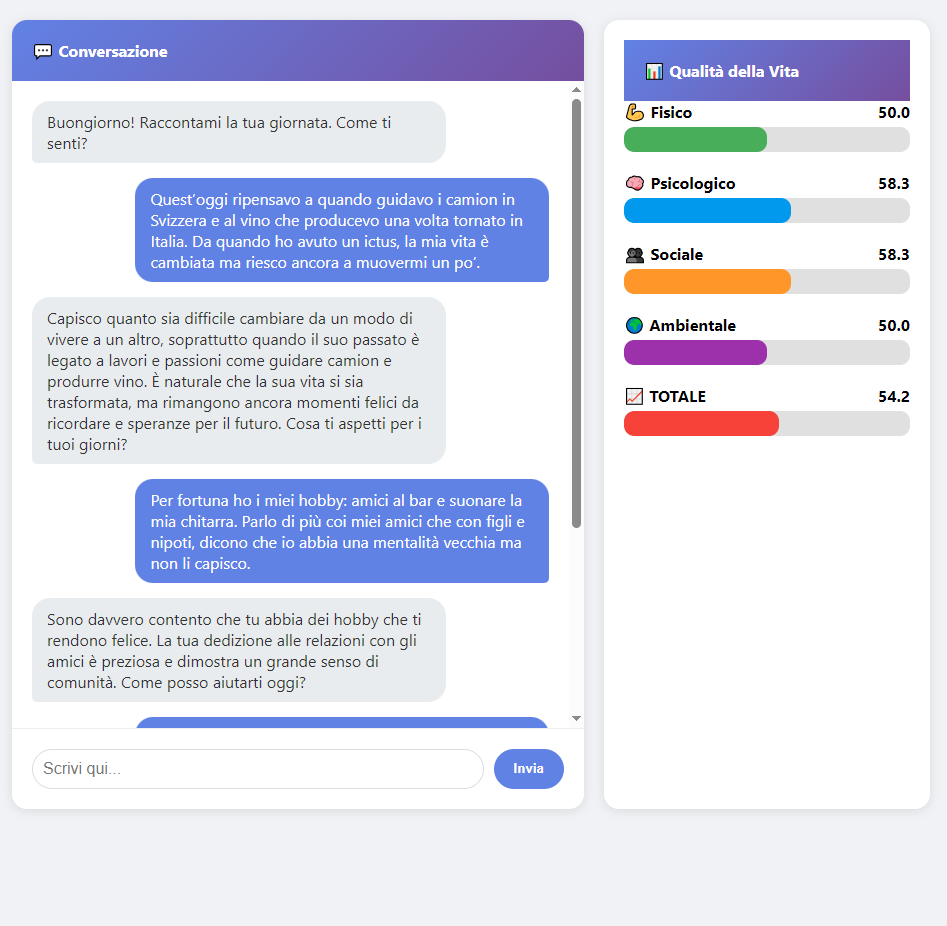 💬 Conversazione
Buongiorno! Raccontami la tua giornata. Come ti
senti?
Quest'oggi ripensavo a quando guidavo i camion in
Svizzera e al vino che producevo una volta tornato in
Italia. Da quando ho avuto un ictus, la mia vita è
cambiata ma riesco ancora a muovermi un po'.
Capisco quanto sia difficile cambiare da un modo di
vivere a un altro, soprattutto quando il suo passato è
legato a lavori e passioni come guidare camion e
produrre vino. È naturale che la sua vita si sia
trasformata, ma rimangono ancora momenti felici da
ricordare e speranze per il futuro. Cosa ti aspetti per i
tuoi giorni?
Per fortuna ho i miei hobby: amici al bar e suonare la
mia chitarra. Parlo di più coi miei amici che con figli e
nipoti, dicono che io abbia una mentalità vecchia ma
non li capisco.
Sono davvero contento che tu abbia dei hobby che ti
rendono felice. La tua dedizione alle relazioni con gli
amici è preziosa e dimostra un grande senso di
comunità. Come posso aiutarti oggi?
Scrivi qui...
Invia
📊 Qualità della Vita
💪 Fisico 50.0
🧠 Psicologico 58.3
👥 Sociale 58.3
🌍 Ambientale 50.0
📈 TOTALE 54.2